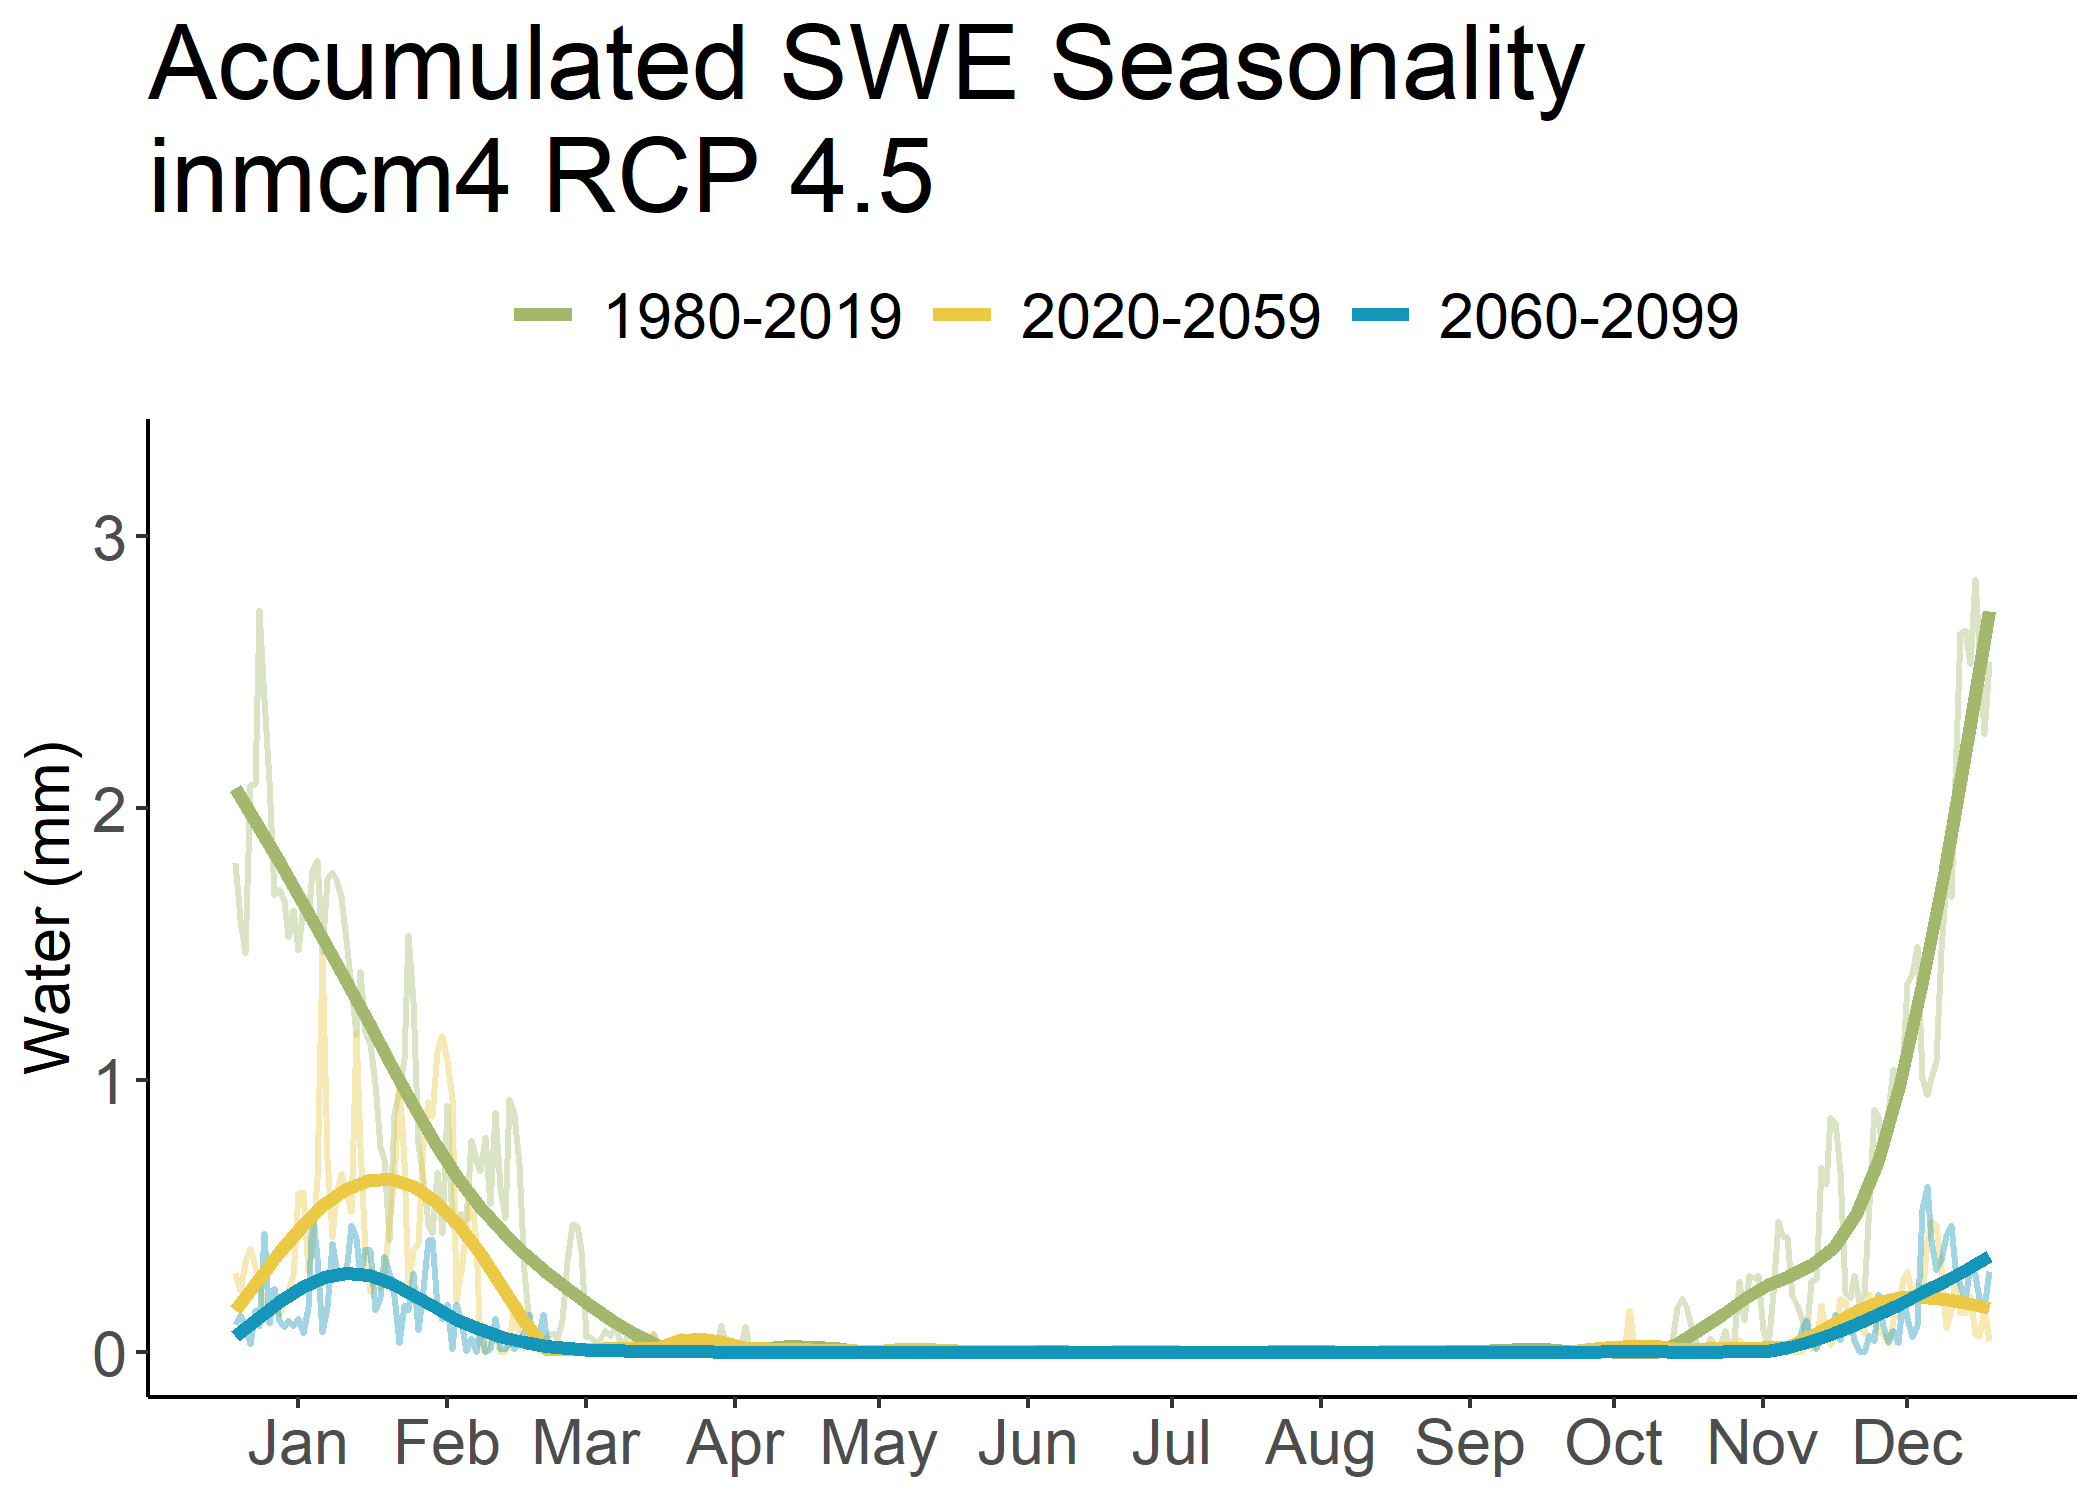 Accumulated SWE Seasonality
inmcm4 RCP 4.5
1980-2019 2020-2059 2060-2099
Water (mm)
3
2
1
0
Jan Feb Mar Apr May Jun Jul Aug Sep Oct Nov Dec